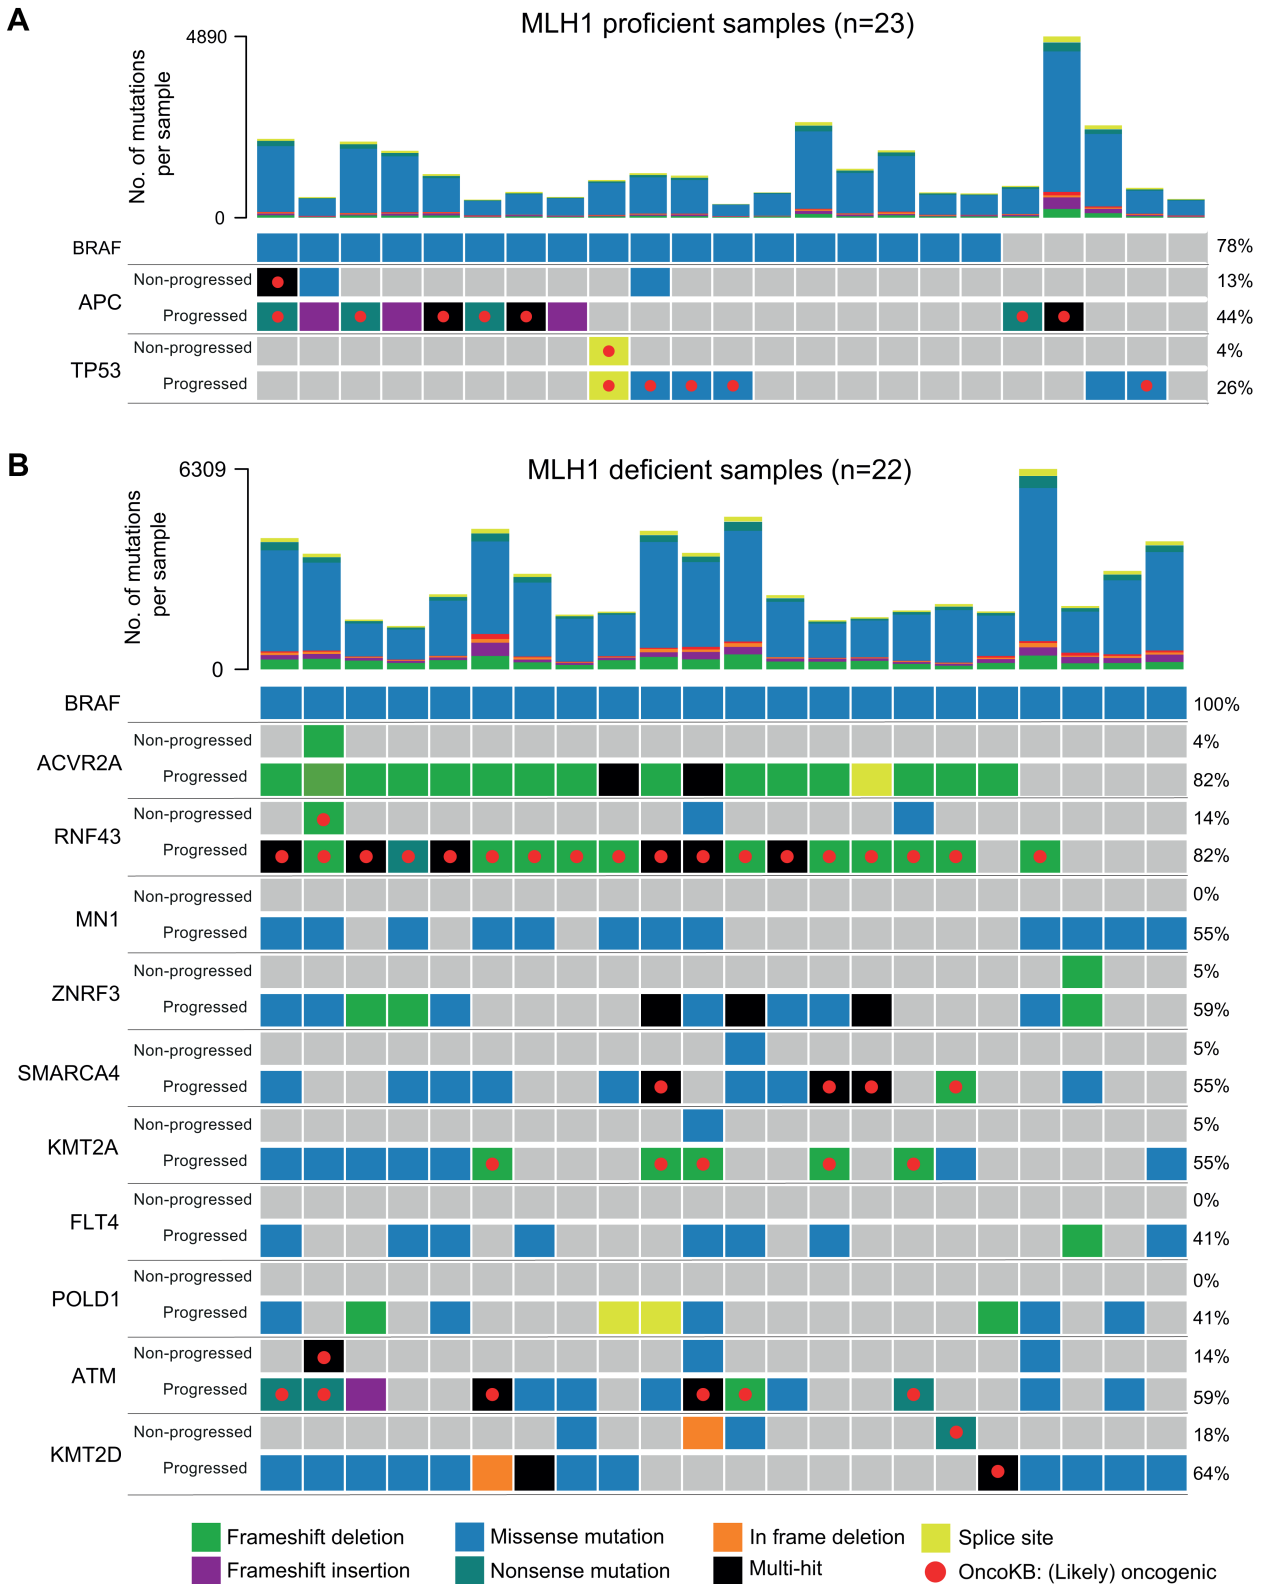 A
MLH1 proficient samples (n=23)
4890
No. of mutations
per sample
0
BRAF
78%
Non-progressed
13%
APC
Progressed
44%
Non-progressed
4%
TP53
Progressed
26%
B
MLH1 deficient samples (n=22)
6309
No. of mutations
per sample
0
BRAF
100%
Non-progressed
4%
ACVR2A
Progressed
82%
Non-progressed
14%
RNF43
Progressed
82%
Non-progressed
0%
MN1
Progressed
55%
Non-progressed
5%
ZNRF3
Progressed
59%
Non-progressed
5%
SMARCA4
Progressed
55%
Non-progressed
5%
KMT2A
Progressed
55%
Non-progressed
0%
FLT4
Progressed
41%
Non-progressed
0%
POLD1
Progressed
41%
Non-progressed
14%
ATM
Progressed
59%
Non-progressed
18%
KMT2D
Progressed
64%
Frameshift deletion
Missense mutation
In frame deletion
Splice site
Frameshift insertion
Nonsense mutation
Multi-hit
OncoKB: (Likely) oncogenic